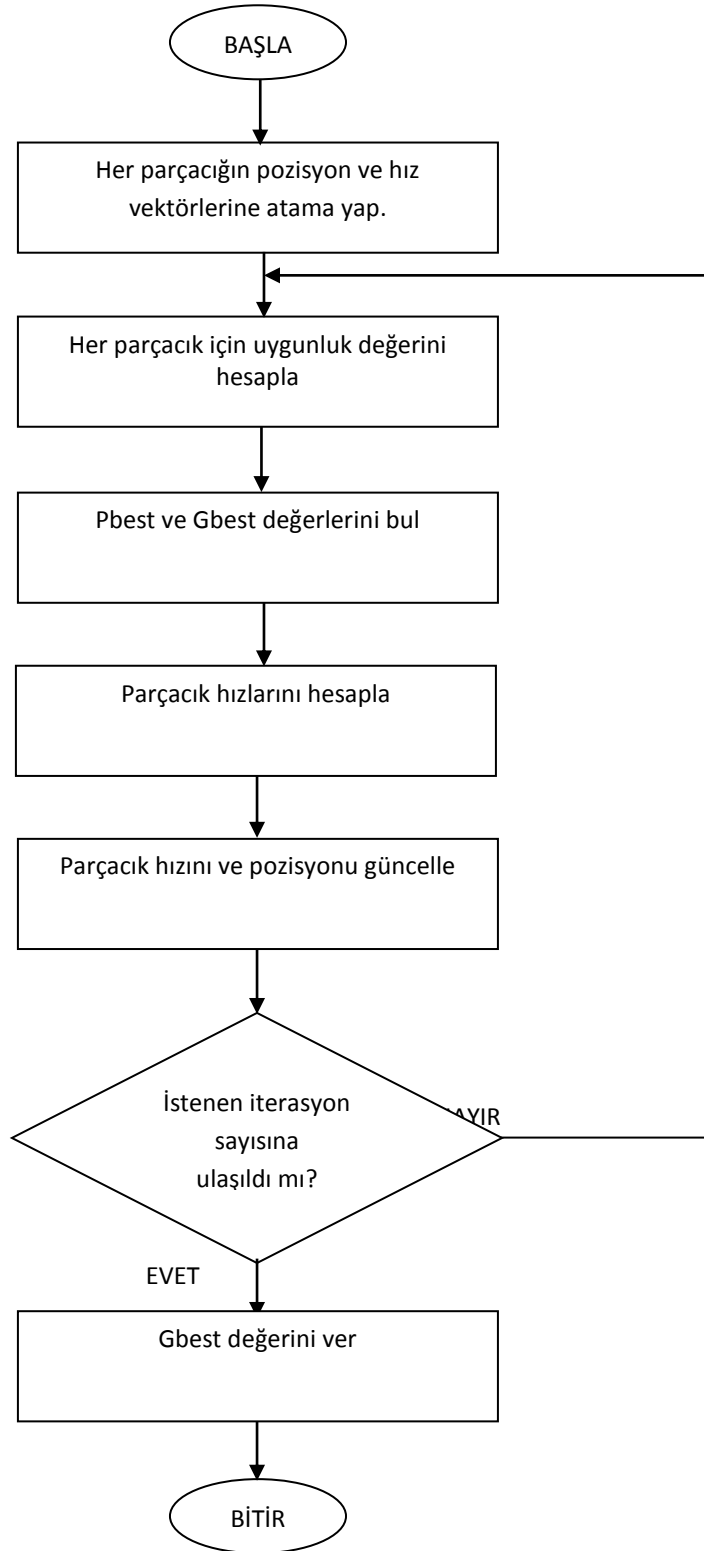 BAŞLA
Her parçacığın pozisyon ve hız
vektörlerine atama yap.
Her parçacık için uygunluk değerini
hesapla
Pbest ve Gbest değerlerini bul
Parçacık hızlarını hesapla
Parçacık hızını ve pozisyonu güncelle
İstenen iterasyon
sayısına
ulaşıldı mı?
EVET
Gbest değerini ver
BİTİR